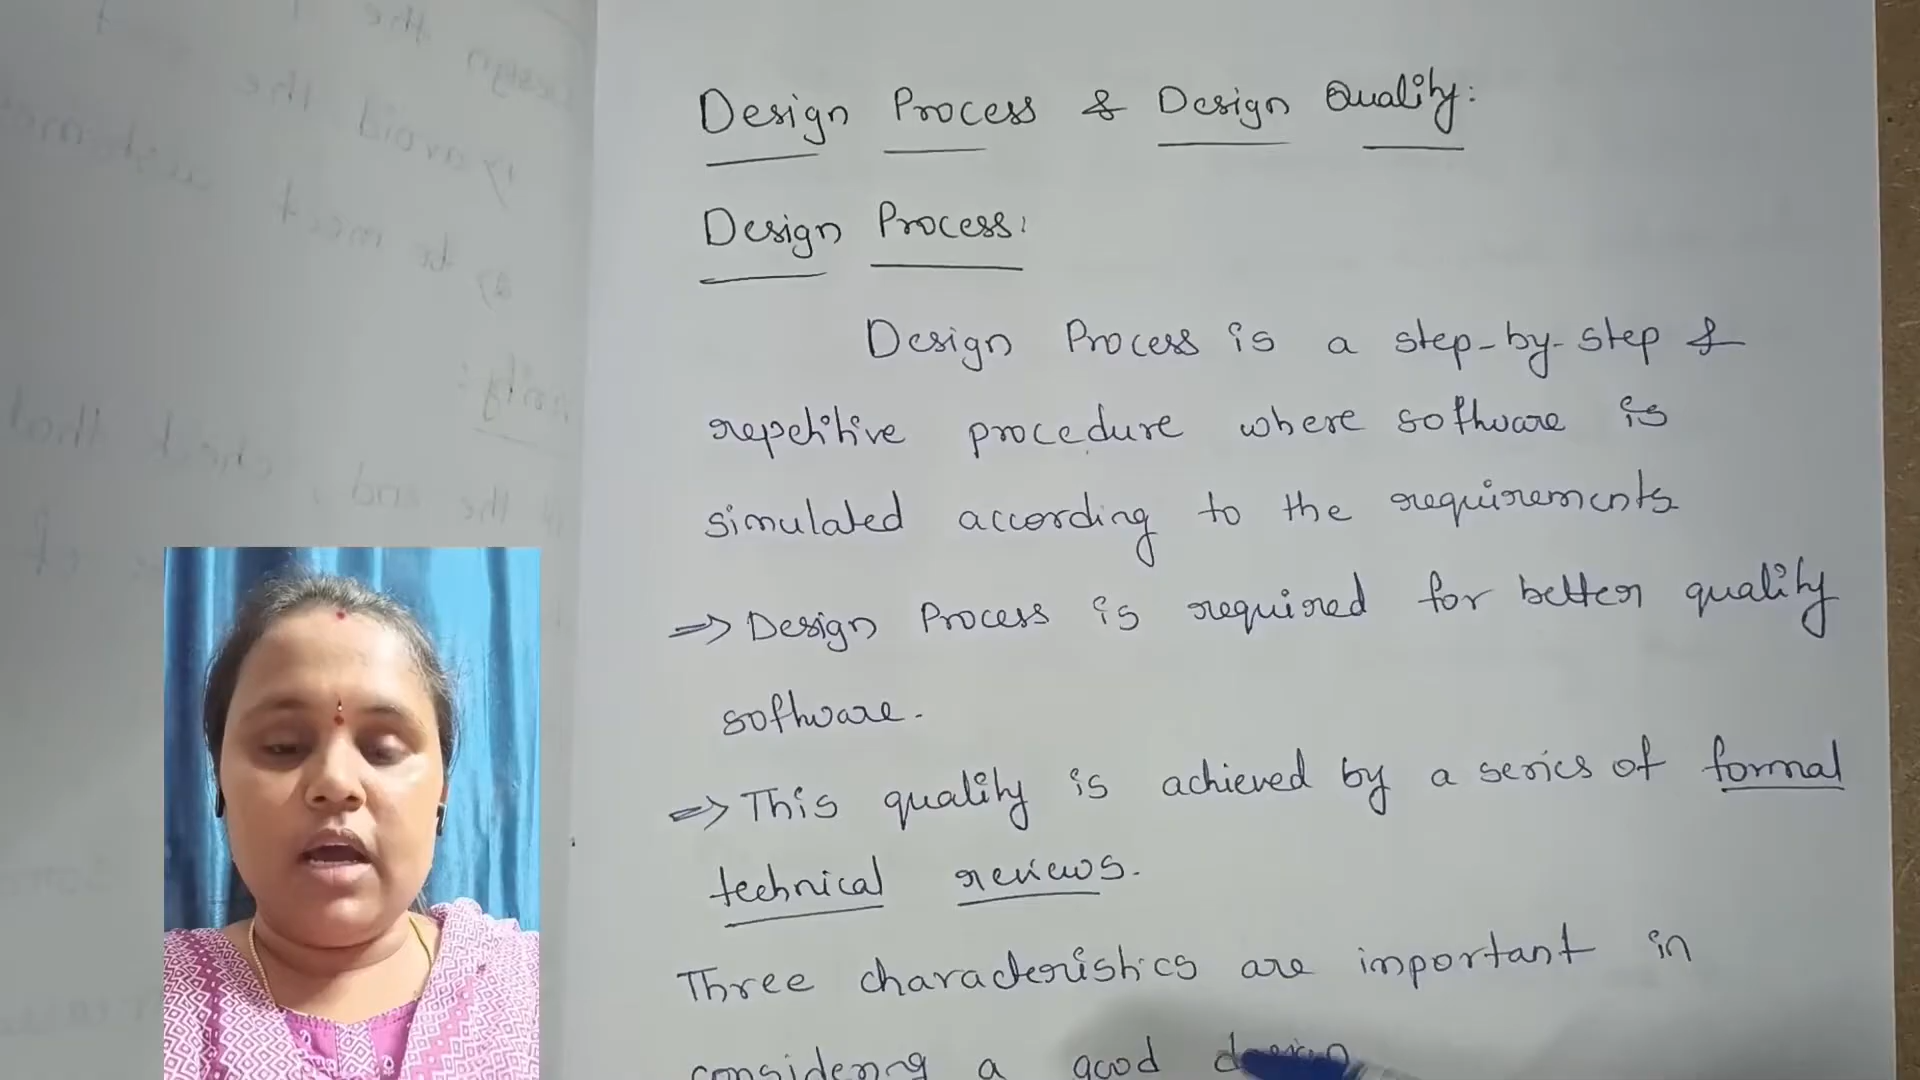 Design Process & Design Quality:
Design Process:
Design Process is a step-by-step &
repetitive procedure where software is
simulated according to the requirements
=> Design Process is required for better quality
software.
=> This quality is achieved by a series of formal
technical reviews.
Three characteristics are important in
considering a good design